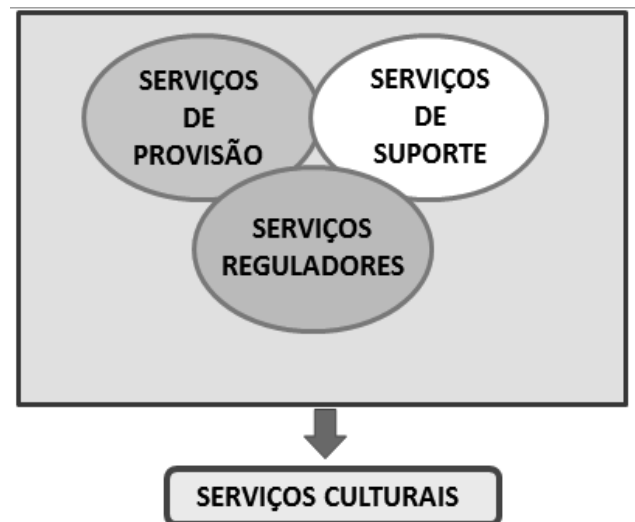 SERVIÇOS
DE
PROVISÃO
SERVIÇOS
DE
SUPORTE
SERVIÇOS
REGULADORES
SERVIÇOS CULTURAIS